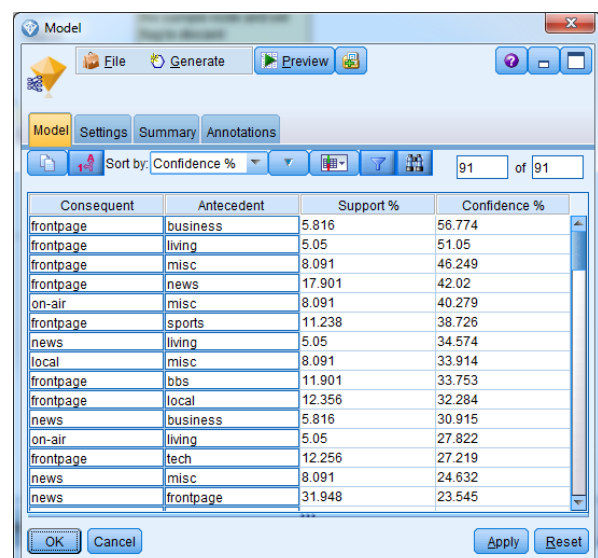 Model
File Generate Preview
Model Settings Summary Annotations
Sort by: Confidence % 91 of 91
Consequent Antecedent Support % Confidence %
frontpage business 5.816 56.774
frontpage living 5.05 51.05
frontpage misc 8.091 46.249
frontpage news 17.901 42.02
on-air misc 8.091 40.279
frontpage sports 11.238 38.726
news living 5.05 34.574
local misc 8.091 33.914
frontpage bbs 11.901 33.753
frontpage local 12.356 32.284
news business 5.816 30.915
on-air living 5.05 27.822
frontpage tech 12.256 27.219
news misc 8.091 24.632
news frontpage 31.948 23.545
OK Cancel Apply Reset